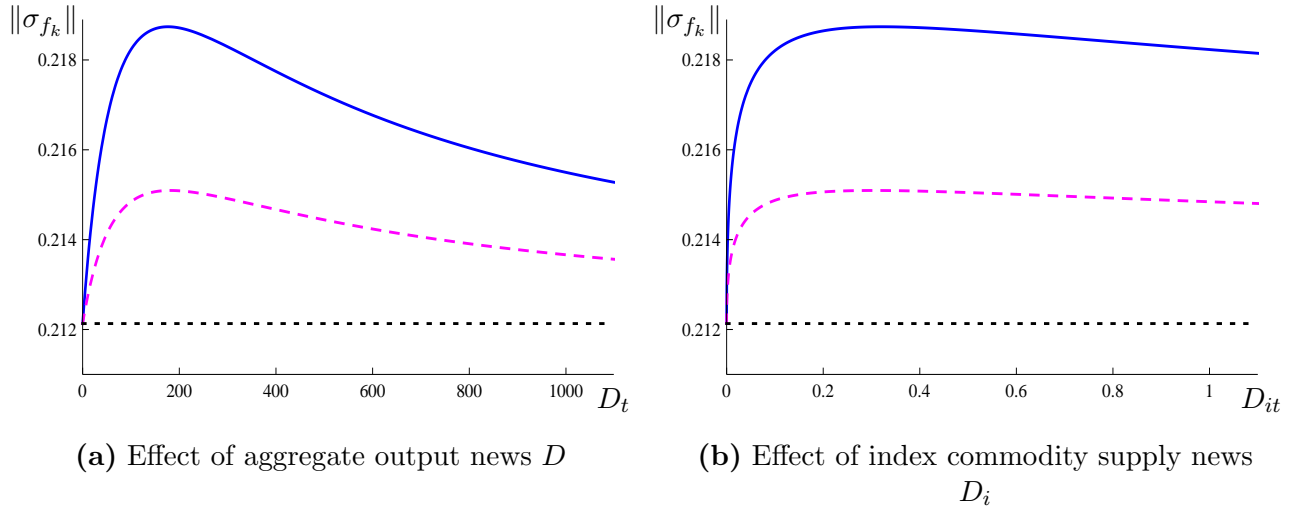 ‖σ_{f_k}‖
0.218
0.216
0.214
0.212
0
200
400
600
800
1000
D_t
(a) Effect of aggregate output news D
‖σ_{f_k}‖
0.218
0.216
0.214
0.212
0
0.2
0.4
0.6
0.8
1
D_{it}
(b) Effect of index commodity supply news
D_i